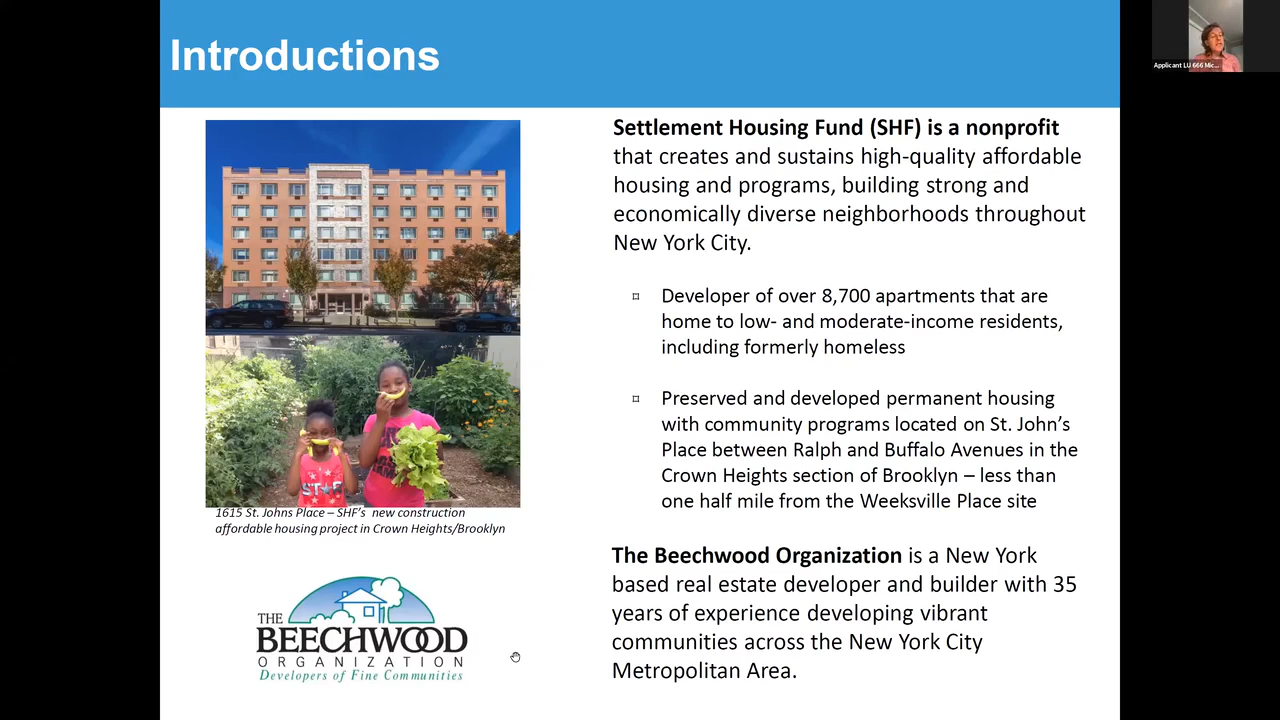 Introductions
Applicant LU 666 Mic...
Settlement Housing Fund (SHF) is a nonprofit
that creates and sustains high-quality affordable
housing and programs, building strong and
economically diverse neighborhoods throughout
New York City.
¤ Developer of over 8,700 apartments that are
home to low- and moderate-income residents,
including formerly homeless
¤ Preserved and developed permanent housing
with community programs located on St. John’s
Place between Ralph and Buffalo Avenues in the
Crown Heights section of Brooklyn – less than
one half mile from the Weeksville Place site
ST★R
1615 St. Johns Place – SHF’s new construction
affordable housing project in Crown Heights/Brooklyn
THE
BEECHWOOD
ORGANIZATION
Developers of Fine Communities
The Beechwood Organization is a New York
based real estate developer and builder with 35
years of experience developing vibrant
communities across the New York City
Metropolitan Area.